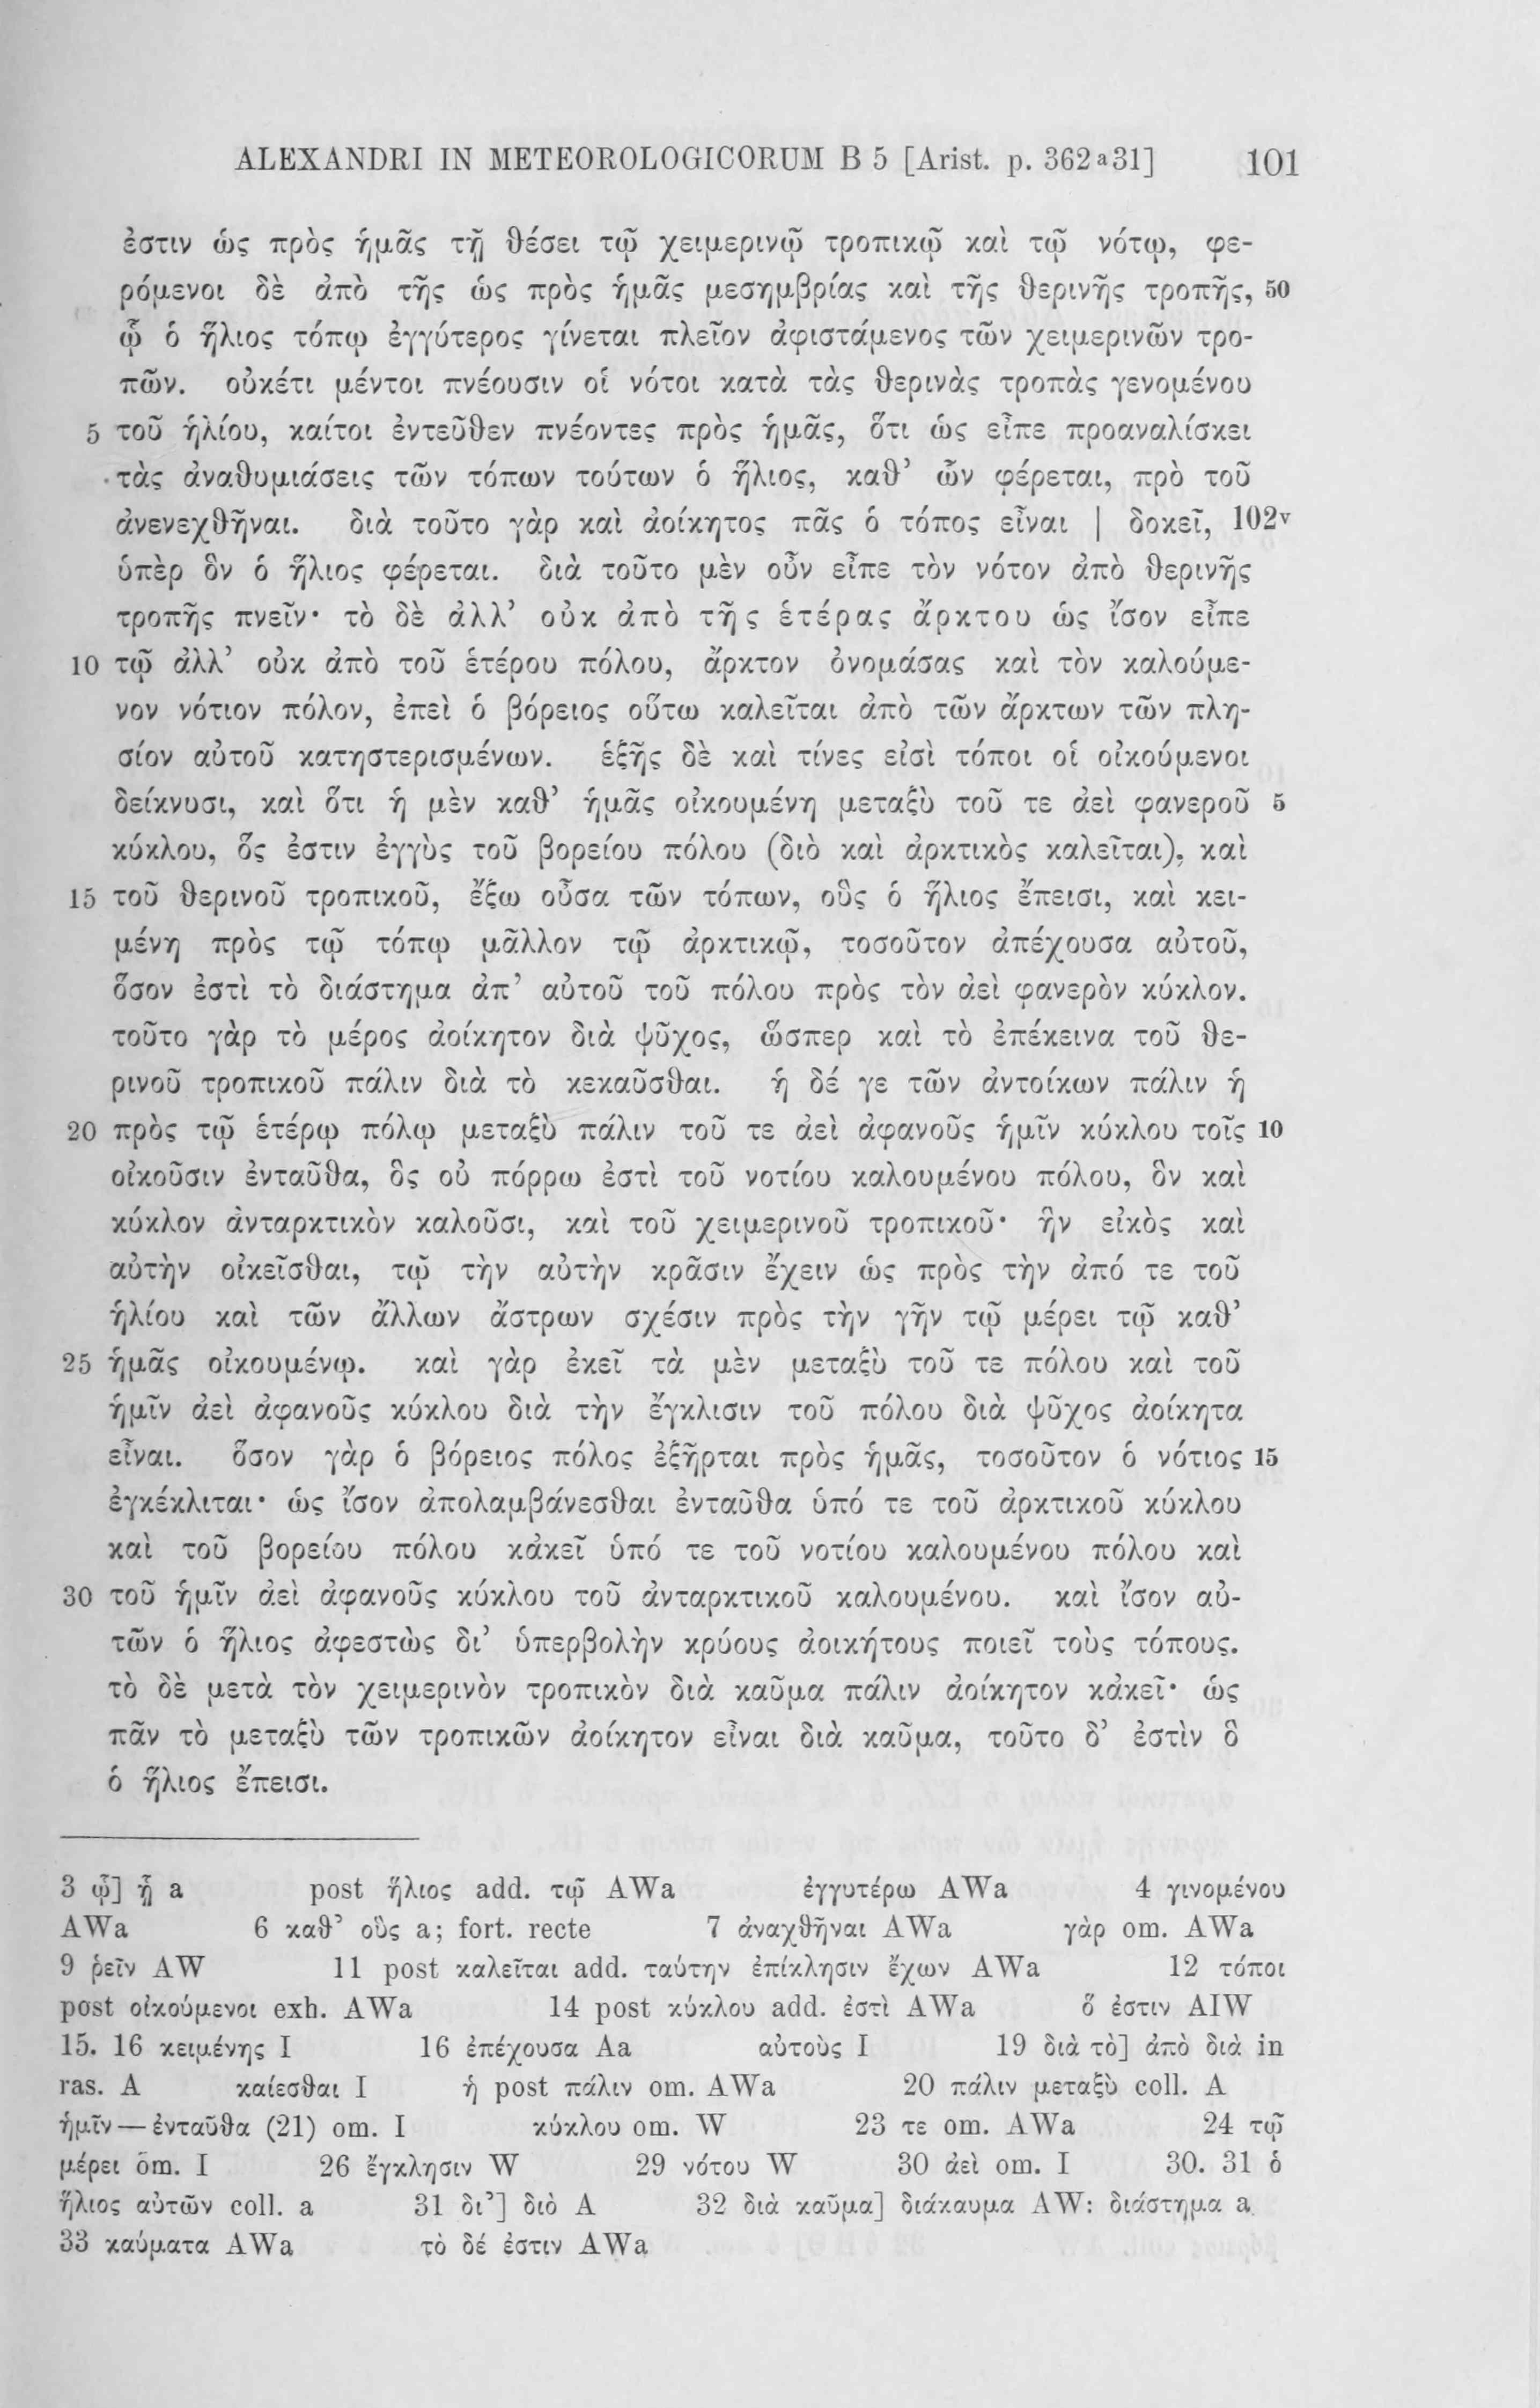 ALEXANDRI IN METEOROLOGICORUM B 5 [Arist. p. 362ᵃ31] 101
ἐστιν ὡς πρὸς ἡμᾶς τῇ θέσει τῷ χειμερινῷ τροπικῷ καὶ τῷ νότῳ, φε-
ρόμενοι δὲ ἀπὸ τῆς ὡς πρὸς ἡμᾶς μεσημβρίας καὶ τῆς θερινῆς τροπῆς, 50
ᾧ ὁ ἥλιος τόπῳ ἐγγύτερος γίνεται πλεῖον ἀφιστάμενος τῶν χειμερινῶν τρο-
πῶν. οὐκέτι μέντοι πνέουσιν οἱ νότοι κατὰ τὰς θερινὰς τροπὰς γενομένου
5 τοῦ ἡλίου, καίτοι ἐντεῦθεν πνέοντες πρὸς ἡμᾶς, ὅτι ὡς εἶπε προαναλίσκει
τὰς ἀναθυμιάσεις τῶν τόπων τούτων ὁ ἥλιος, καθ’ ὧν φέρεται, πρὸ τοῦ
ἀνενεχθῆναι. διὰ τοῦτο γὰρ καὶ ἀοίκητος πᾶς ὁ τόπος εἶναι | δοκεῖ, 102ᵛ
ὑπὲρ ὃν ὁ ἥλιος φέρεται. διὰ τοῦτο μὲν οὖν εἶπε τὸν νότον ἀπὸ θερινῆς
τροπῆς πνεῖν· τὸ δὲ ἀλλ’ οὐκ ἀπὸ τῆς ἑτέρας ἄρκτου ὡς ἴσον εἶπε
10 τῷ ἀλλ’ οὐκ ἀπὸ τοῦ ἑτέρου πόλου, ἄρκτον ὀνομάσας καὶ τὸν καλούμε-
νον νότιον πόλον, ἐπεὶ ὁ βόρειος οὕτω καλεῖται ἀπὸ τῶν ἄρκτων τῶν πλη-
σίον αὐτοῦ κατηστερισμένων. ἑξῆς δὲ καὶ τίνες εἰσὶ τόποι οἱ οἰκούμενοι
δείκνυσι, καὶ ὅτι ἡ μὲν καθ’ ἡμᾶς οἰκουμένη μεταξὺ τοῦ τε ἀεὶ φανεροῦ 5
κύκλου, ὅς ἐστιν ἐγγὺς τοῦ βορείου πόλου (διὸ καὶ ἀρκτικὸς καλεῖται), καὶ
15 τοῦ θερινοῦ τροπικοῦ, ἔξω οὖσα τῶν τόπων, οὓς ὁ ἥλιος ἔπεισι, καὶ κει-
μένη πρὸς τῷ τόπῳ μᾶλλον τῷ ἀρκτικῷ, τοσοῦτον ἀπέχουσα αὐτοῦ,
ὅσον ἐστὶ τὸ διάστημα ἀπ’ αὐτοῦ τοῦ πόλου πρὸς τὸν ἀεὶ φανερὸν κύκλον.
τοῦτο γὰρ τὸ μέρος ἀοίκητον διὰ ψῦχος, ὥσπερ καὶ τὸ ἐπέκεινα τοῦ θε-
ρινοῦ τροπικοῦ πάλιν διὰ τὸ κεκαῦσθαι. ἡ δέ γε τῶν ἀντοίκων πάλιν ἡ
20 πρὸς τῷ ἑτέρῳ πόλῳ μεταξὺ πάλιν τοῦ τε ἀεὶ ἀφανοῦς ἡμῖν κύκλου τοῖς 10
οἰκοῦσιν ἐνταῦθα, ὃς οὐ πόρρω ἐστὶ τοῦ νοτίου καλουμένου πόλου, ὃν καὶ
κύκλον ἀνταρκτικὸν καλοῦσι, καὶ τοῦ χειμερινοῦ τροπικοῦ· ἣν εἰκὸς καὶ
αὐτὴν οἰκεῖσθαι, τῷ τὴν αὐτὴν κρᾶσιν ἔχειν ὡς πρὸς τὴν ἀπό τε τοῦ
ἡλίου καὶ τῶν ἄλλων ἄστρων σχέσιν πρὸς τὴν γῆν τῷ μέρει τῷ καθ’
25 ἡμᾶς οἰκουμένῳ. καὶ γὰρ ἐκεῖ τὰ μὲν μεταξὺ τοῦ τε πόλου καὶ τοῦ
ἡμῖν ἀεὶ ἀφανοῦς κύκλου διὰ τὴν ἔγκλισιν τοῦ πόλου διὰ ψῦχος ἀοίκητα
εἶναι. ὅσον γὰρ ὁ βόρειος πόλος ἐξῆρται πρὸς ἡμᾶς, τοσοῦτον ὁ νότιος 15
ἐγκέκλιται· ὡς ἴσον ἀπολαμβάνεσθαι ἐνταῦθα ὑπό τε τοῦ ἀρκτικοῦ κύκλου
καὶ τοῦ βορείου πόλου κἀκεῖ ὑπό τε τοῦ νοτίου καλουμένου πόλου καὶ
30 τοῦ ἡμῖν ἀεὶ ἀφανοῦς κύκλου τοῦ ἀνταρκτικοῦ καλουμένου. καὶ ἴσον αὐ-
τῶν ὁ ἥλιος ἀφεστὼς δι’ ὑπερβολὴν κρύους ἀοικήτους ποιεῖ τοὺς τόπους.
τὸ δὲ μετὰ τὸν χειμερινὸν τροπικὸν διὰ καῦμα πάλιν ἀοίκητον κἀκεῖ· ὡς
πᾶν τὸ μεταξὺ τῶν τροπικῶν ἀοίκητον εἶναι διὰ καῦμα, τοῦτο δ’ ἐστὶν ὃ
ὁ ἥλιος ἔπεισι.
3 ᾧ] ᾗ a post ἥλιος add. τῷ AWa ἐγγυτέρω AWa 4 γινομένου
AWa 6 καθ’ οὓς a; fort. recte 7 ἀναχθῆναι AWa γὰρ om. AWa
9 ῥεῖν AW 11 post καλεῖται add. ταύτην ἐπίκλησιν ἔχων AWa 12 τόποι
post οἰκούμενοι exh. AWa 14 post κύκλου add. ἐστὶ AWa ὅ ἐστιν AIW
15. 16 κειμένης I 16 ἐπέχουσα Aa αὐτοὺς I 19 διὰ τὸ] ἀπὸ διὰ in
ras. A καίεσθαι I ἡ post πάλιν om. AWa 20 πάλιν μεταξὺ coll. A
ἡμῖν — ἐνταῦθα (21) om. I κύκλου om. W 23 τε om. AWa 24 τῷ
μέρει om. I 26 ἔγκλησιν W 29 νότου W 30 ἀεὶ om. I 30. 31 ὁ
ἥλιος αὐτῶν coll. a 31 δι’] διὸ A 32 διὰ καῦμα] διάκαυμα AW: διάστημα a
33 καύματα AWa τὸ δέ ἐστιν AWa